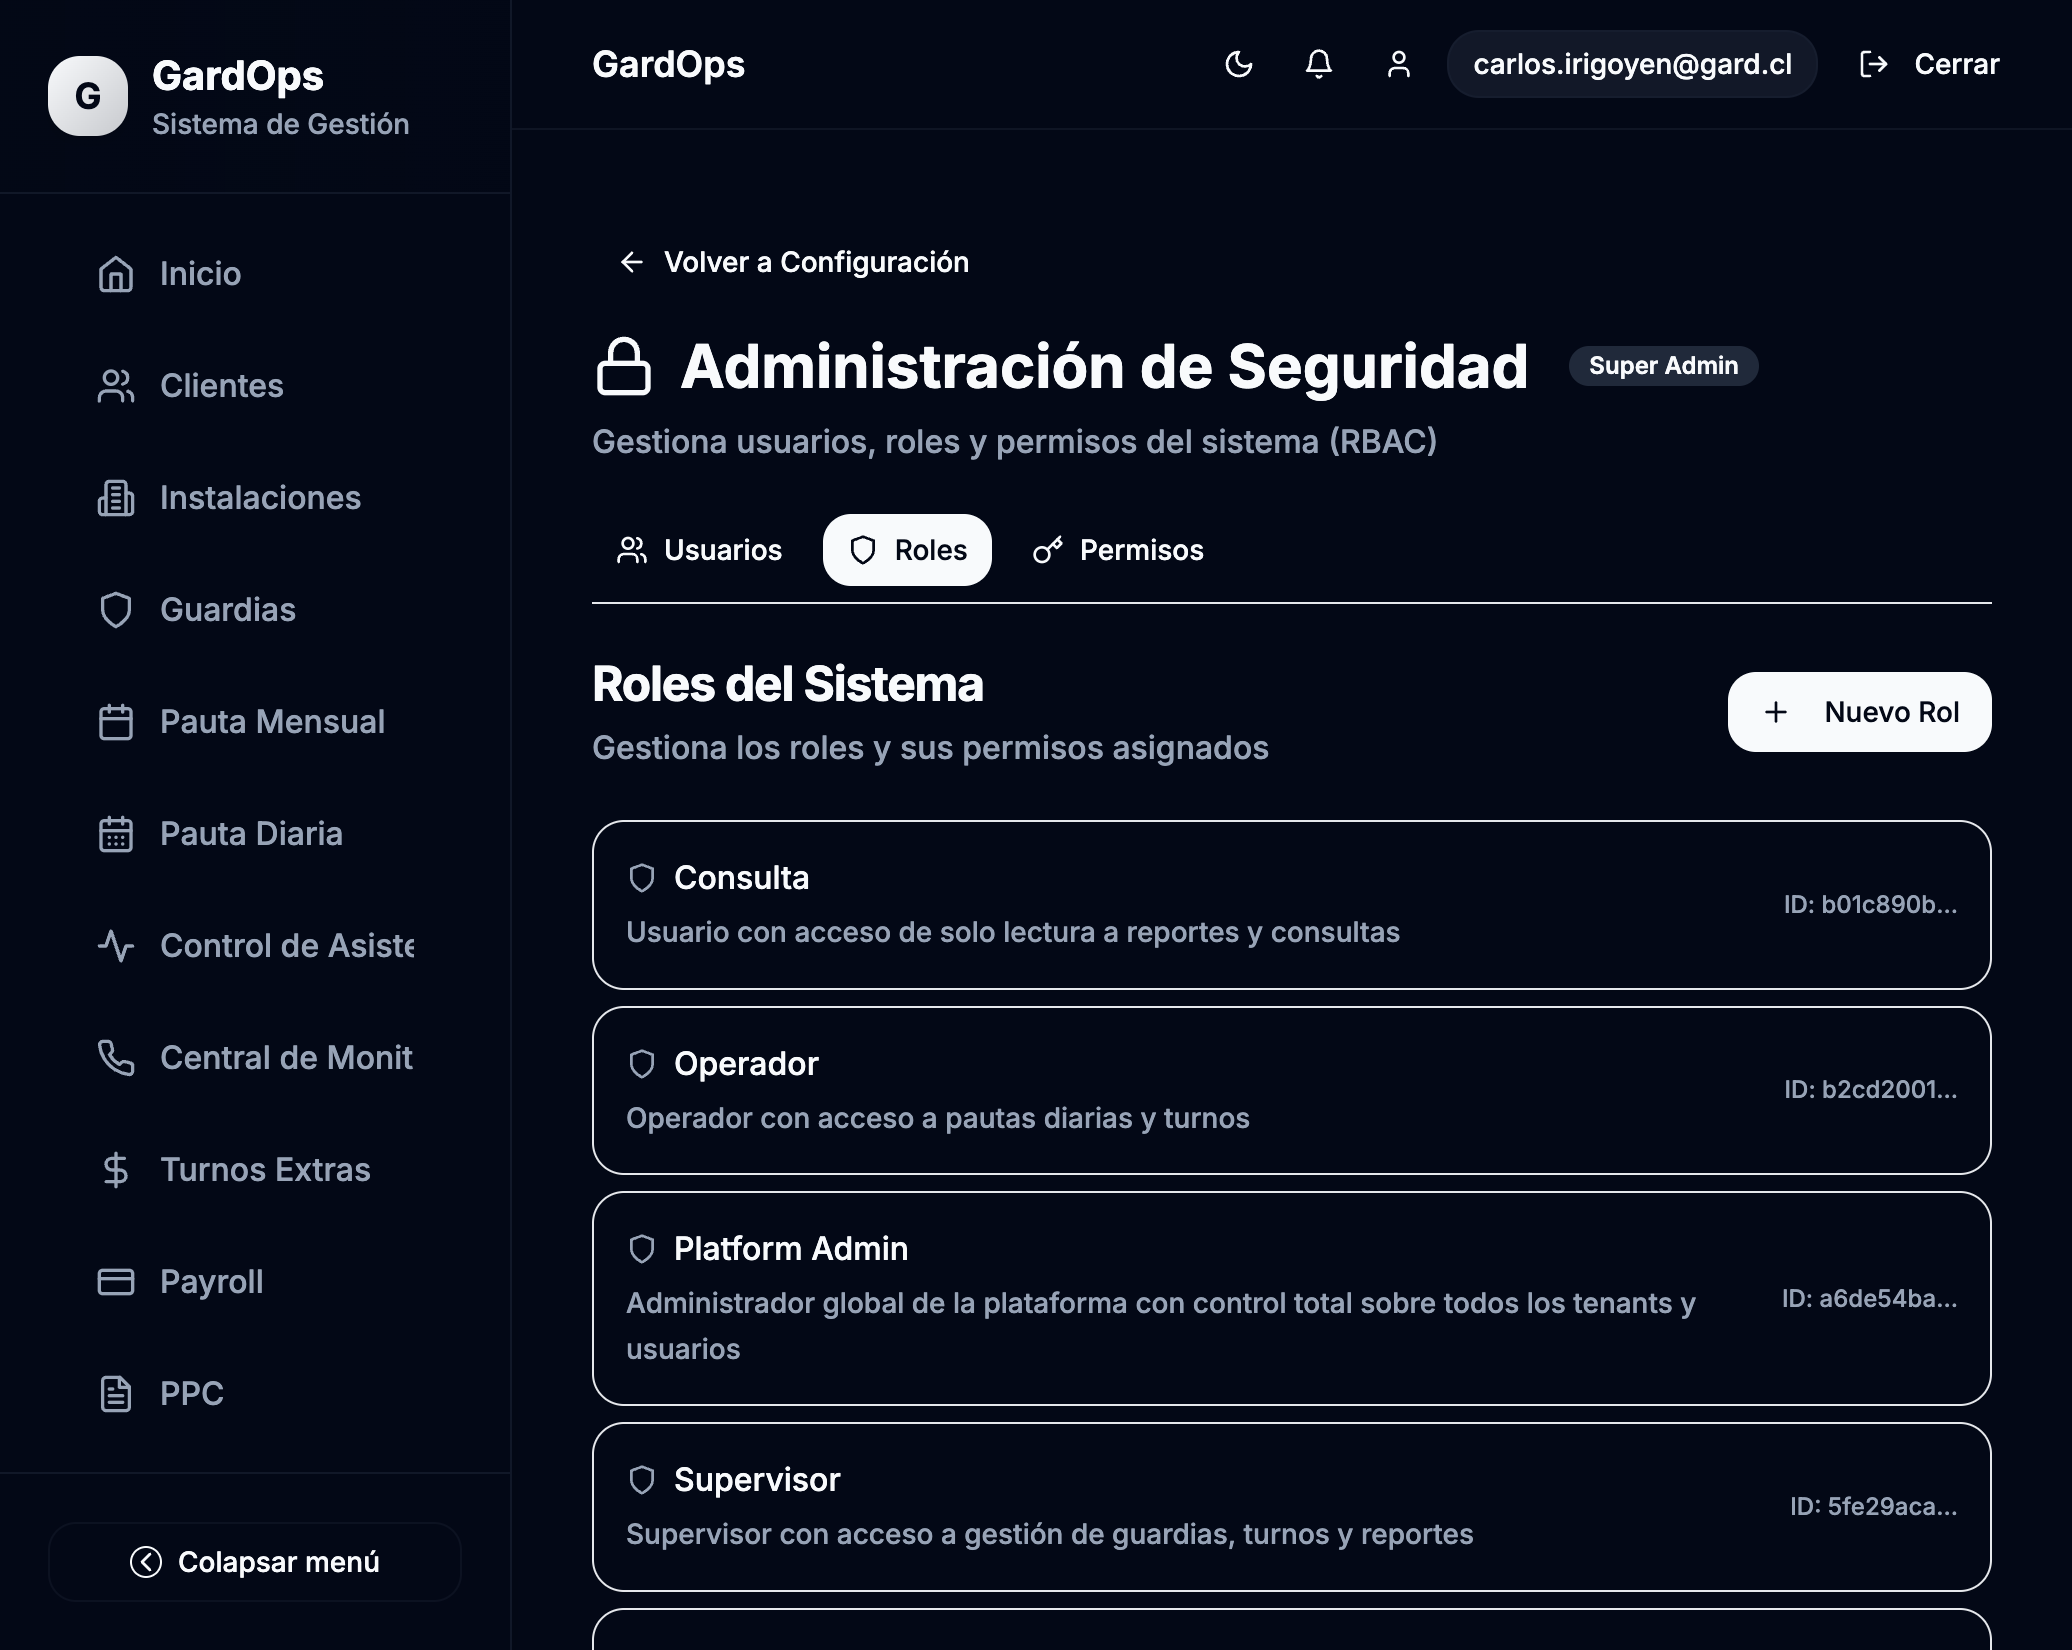 G
GardOps
Sistema de Gestión
Inicio
Clientes
Instalaciones
Guardias
Pauta Mensual
Pauta Diaria
Control de Asiste
Central de Monit
Turnos Extras
Payroll
PPC
Colapsar menú
GardOps
carlos.irigoyen@gard.cl
Cerrar
Volver a Configuración
Administración de Seguridad
Super Admin
Gestiona usuarios, roles y permisos del sistema (RBAC)
Usuarios
Roles
Permisos
Roles del Sistema
Gestiona los roles y sus permisos asignados
Nuevo Rol
Consulta
Usuario con acceso de solo lectura a reportes y consultas
ID: b01c890b...
Operador
Operador con acceso a pautas diarias y turnos
ID: b2cd2001...
Platform Admin
Administrador global de la plataforma con control total sobre todos los tenants y
usuarios
ID: a6de54ba...
Supervisor
Supervisor con acceso a gestión de guardias, turnos y reportes
ID: 5fe29aca...